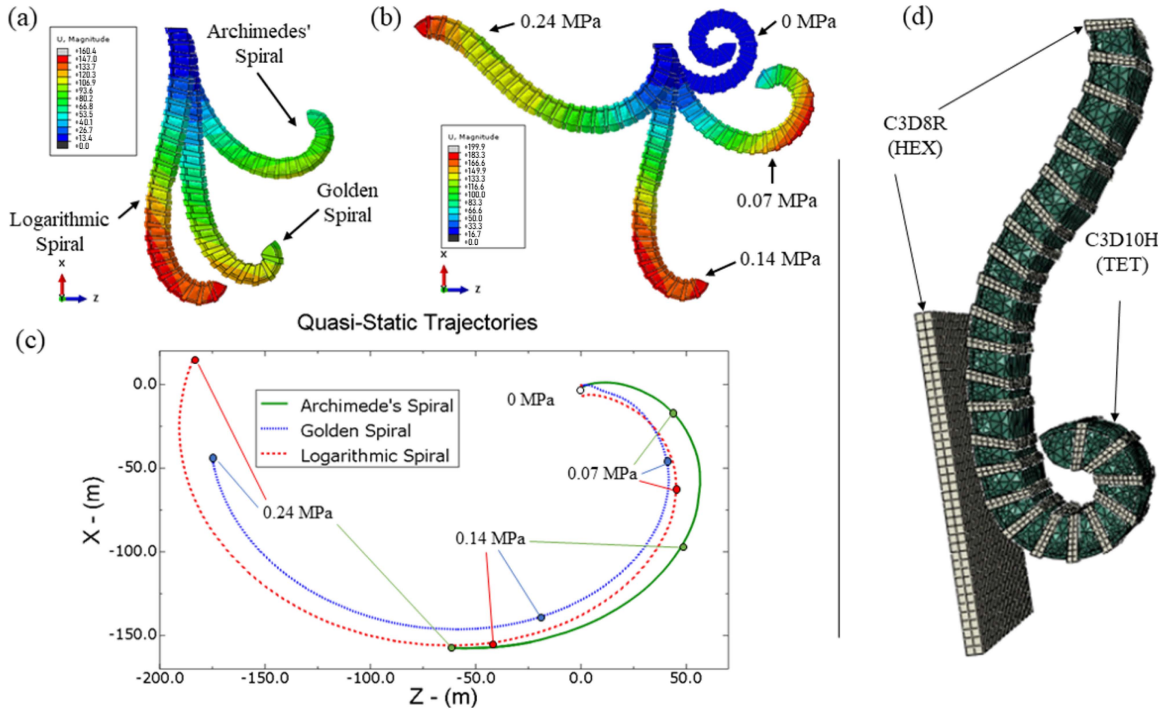 (a)
U, Magnitude
+160.4
+147.0
+133.7
+120.3
+106.9
+93.6
+80.2
+66.8
+53.5
+40.1
+26.7
+13.4
+0.0
Archimedes'
Spiral
Golden
Spiral
Logarithmic
Spiral
X
Z
(b)
0.24 MPa
0 MPa
U, Magnitude
+199.9
+183.3
+166.6
+149.9
+133.3
+116.6
+100.0
+83.3
+66.6
+50.0
+33.3
+16.7
+0.0
0.07 MPa
0.14 MPa
X
Z
(c)
Quasi-Static Trajectories
Archimede's Spiral
Golden Spiral
Logarithmic Spiral
0 MPa
0.07 MPa
0.24 MPa
0.14 MPa
X - (m)
0.0
-50.0
-100.0
-150.0
-200.0
-150.0
-100.0
-50.0
0.0
50.0
Z - (m)
(d)
C3D8R
(HEX)
C3D10H
(TET)